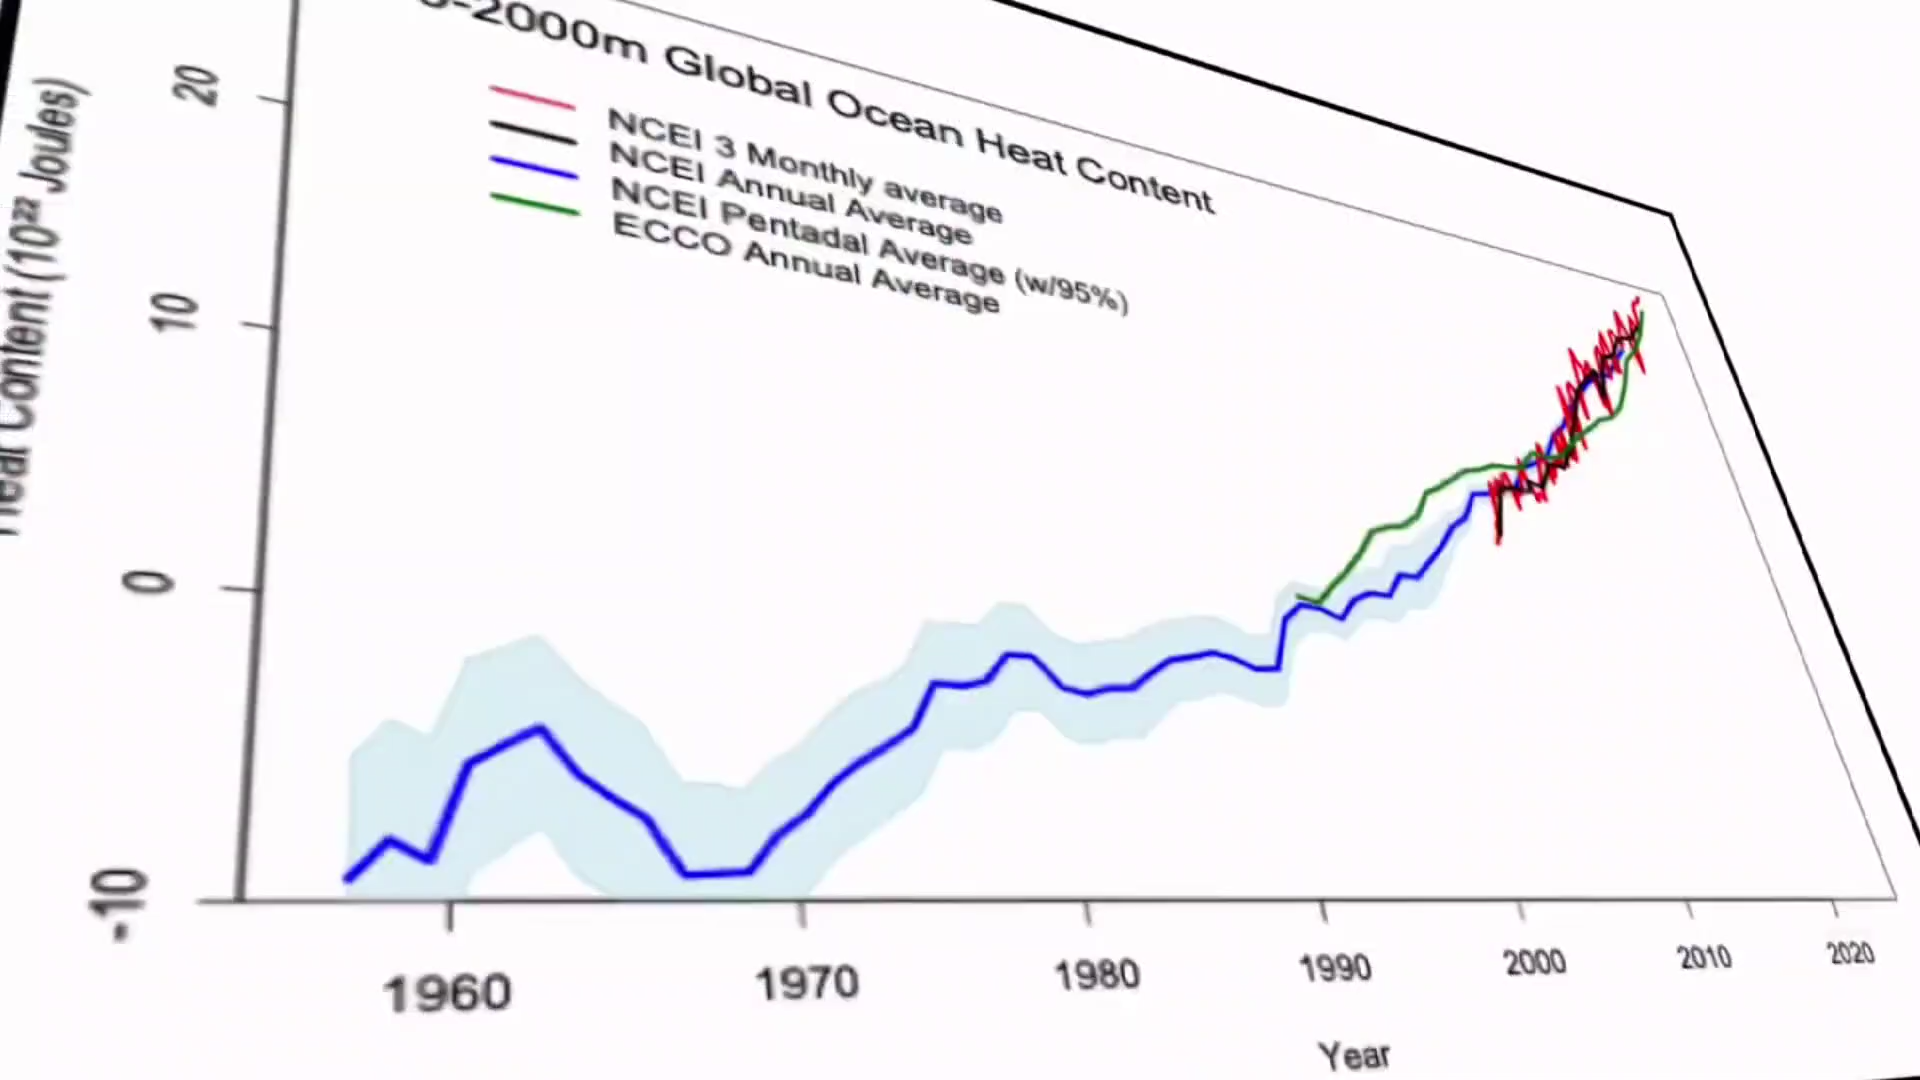 -2000m Global Ocean Heat Content
NCEI 3 Monthly average
NCEI Annual Average
NCEI Pentadal Average (w/95%)
ECCO Annual Average
Heat Content (10²² Joules)
20
10
0
-10
1960
1970
1980
1990
2000
2010
2020
Year